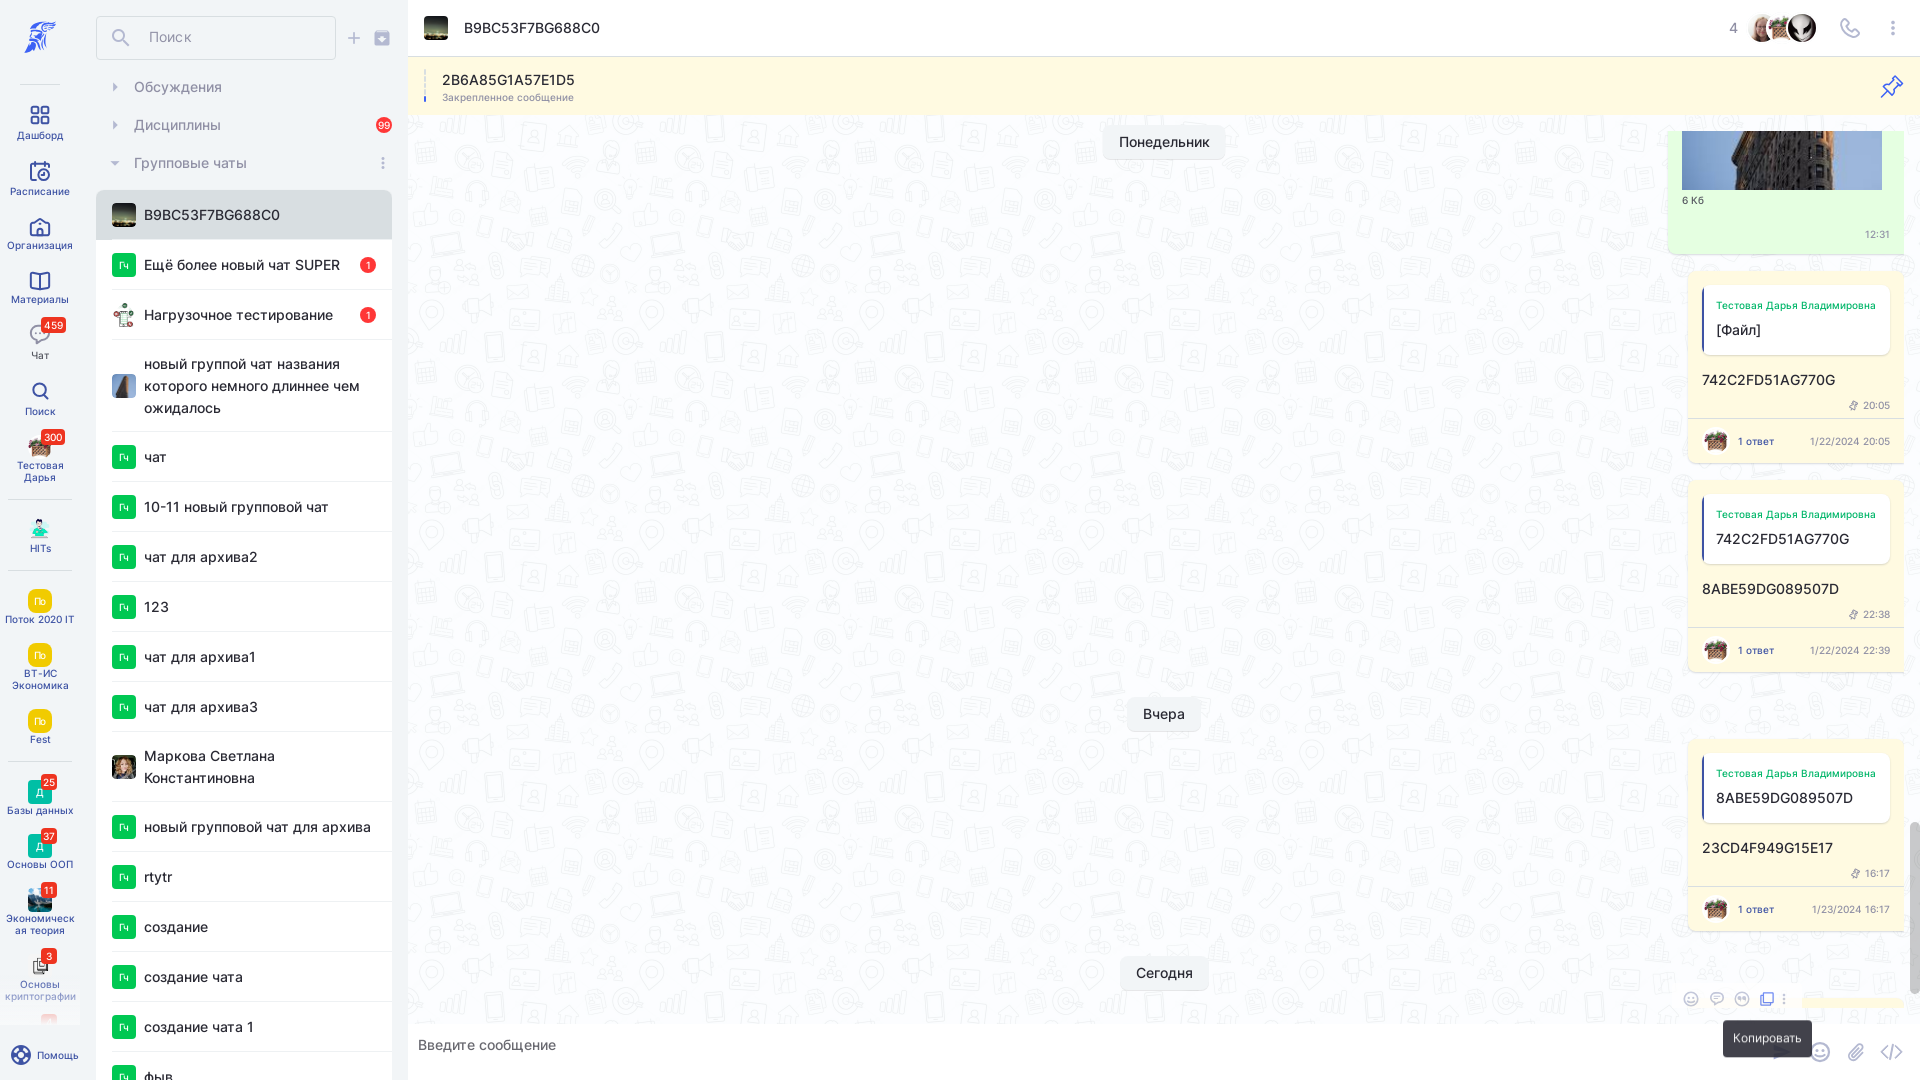 Дашборд
Расписание
Организация
Материалы
459
Чат
Поиск
300
Тестовая
Дарья
HITs
По
Поток 2020 IT
По
ВТ-ИС
Экономика
По
Fest
25
Д
Базы данных
37
Д
Основы ООП
11
Экономическ
ая теория
3
Основы
криптографии
Помощь
Поиск
Обсуждения
Дисциплины
99
Групповые чаты
B9BC53F7BG688C0
Гч
Ещё более новый чат SUPER
1
Нагрузочное тестирование
1
новый группой чат названия
которого немного длиннее чем
ожидалось
Гч
чат
Гч
10-11 новый групповой чат
Гч
чат для архива2
Гч
123
Гч
чат для архива1
Гч
чат для архива3
Маркова Светлана
Константиновна
Гч
новый групповой чат для архива
Гч
rtytr
Гч
создание
Гч
создание чата
Гч
создание чата 1
Гч
фыв
B9BC53F7BG688C0
4
2B6A85G1A57E1D5
Закрепленное сообщение
Понедельник
6 Кб
12:31
Тестовая Дарья Владимировна
[Файл]
742C2FD51AG770G
20:05
1 ответ
1/22/2024 20:05
Тестовая Дарья Владимировна
742C2FD51AG770G
8ABE59DG089507D
22:38
1 ответ
1/22/2024 22:39
Вчера
Тестовая Дарья Владимировна
8ABE59DG089507D
23CD4F949G15E17
16:17
1 ответ
1/23/2024 16:17
Сегодня
Копировать
Введите сообщение